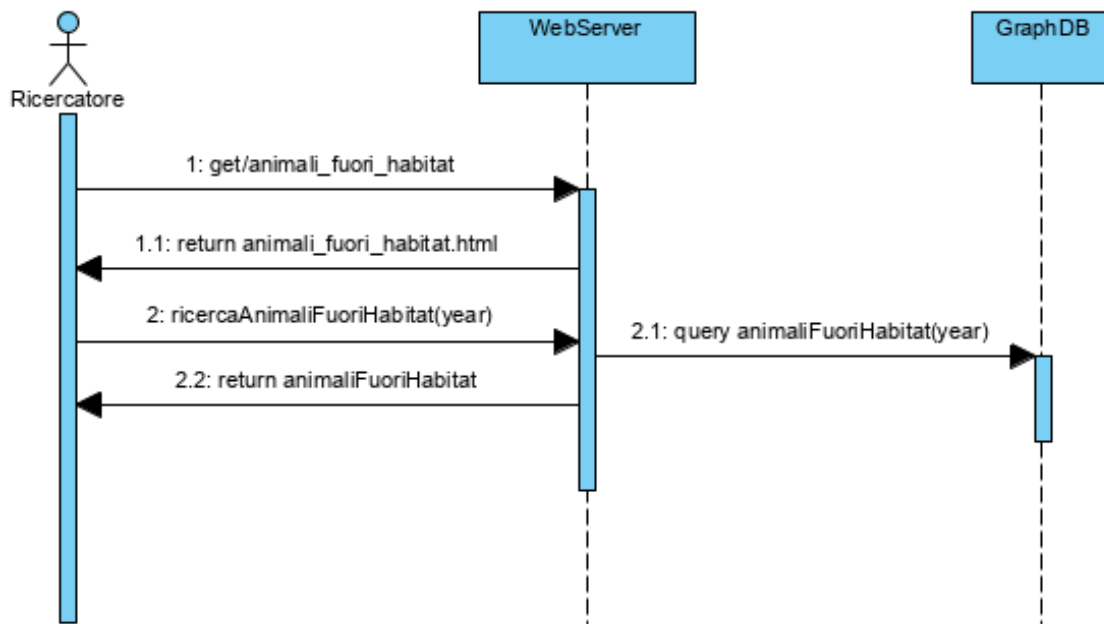 WebServer
GraphDB
Ricercatore
1: get/animali_fuori_habitat
1.1: return animali_fuori_habitat.html
2: ricercaAnimaliFuoriHabitat(year)
2.1: query animaliFuoriHabitat(year)
2.2: return animaliFuoriHabitat